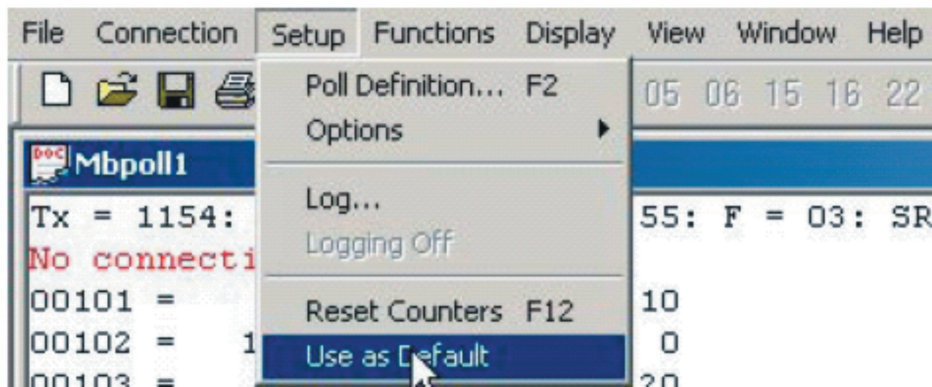 File Connection Setup Functions Display View Window Help
05 06 15 16 22
Poll Definition... F2
Options
Log...
Logging Off
Reset Counters F12
Use as Default
Mbpoll1
Tx = 1154: 55: F = 03: SR
No connecti
00101 = 10
00102 = 1 0
00103 = 20